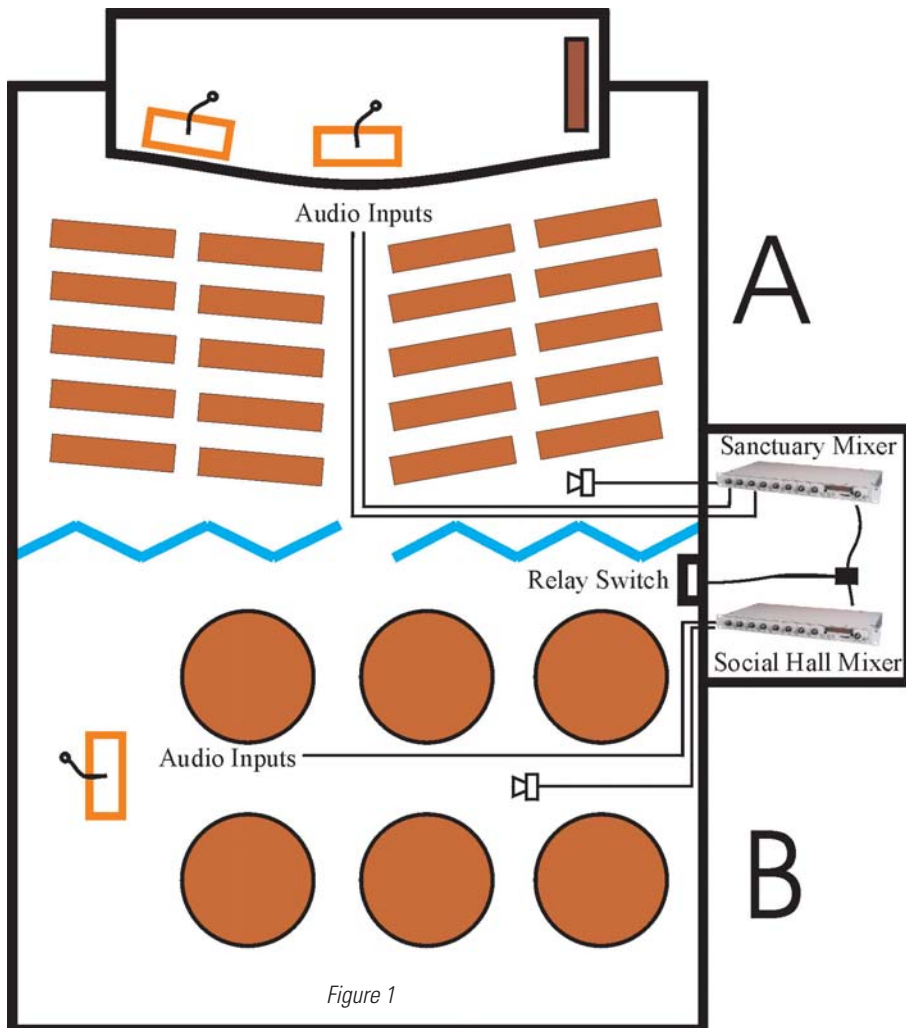 Audio Inputs
A
Sanctuary Mixer
Relay Switch
Social Hall Mixer
Audio Inputs
B
Figure 1